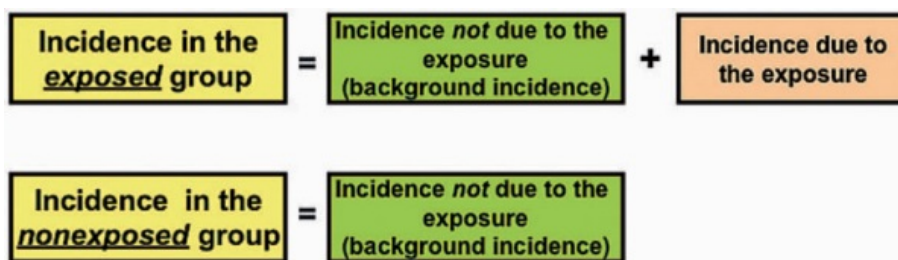 Incidence in the
exposed group
=
Incidence not due to the
exposure
(background incidence)
+
Incidence due to
the exposure
Incidence in the
nonexposed group
=
Incidence not due to the
exposure
(background incidence)